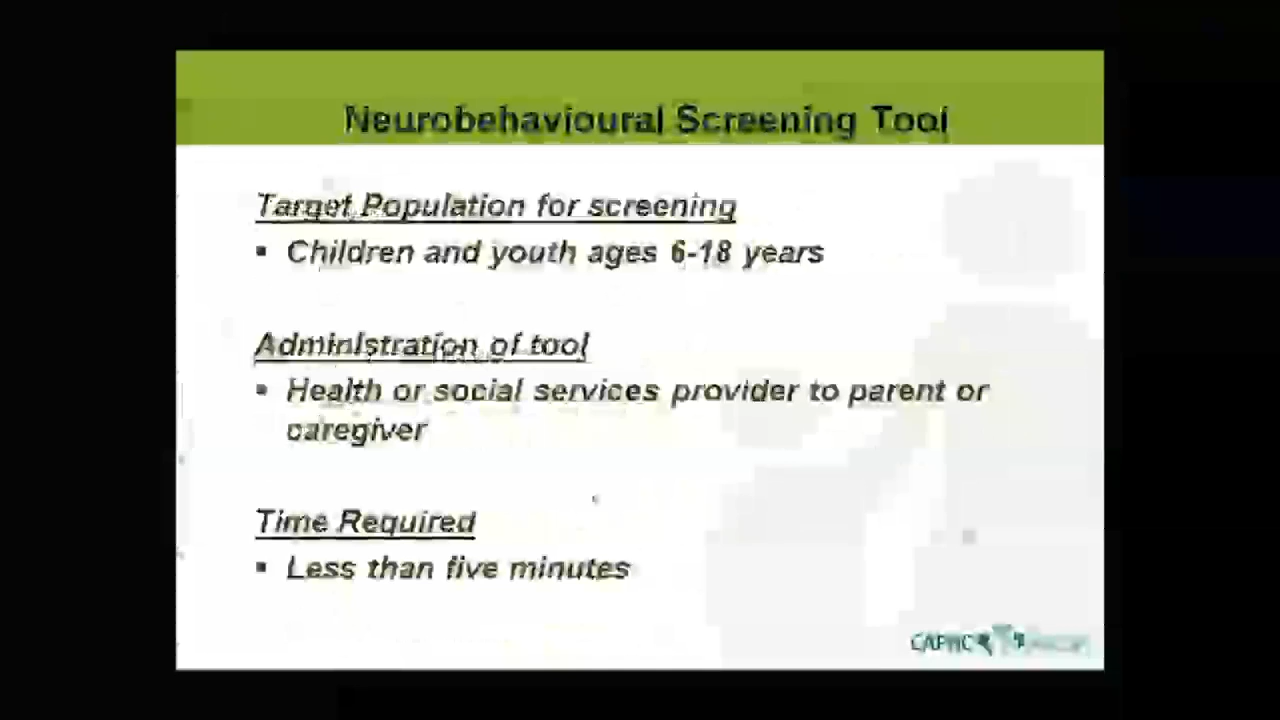 Neurobehavioural Screening Tool
Target Population for screening
▪ Children and youth ages 6-18 years
Administration of tool
▪ Health or social services provider to parent or
caregiver
Time Required
▪ Less than five minutes
CAPHC